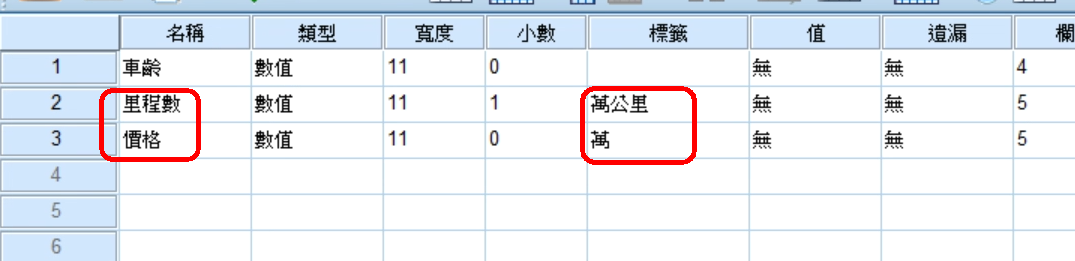 名稱 類型 寬度 小數 標籤 值 遺漏 欄
1 車齡 數值 11 0 無 無 4
2 里程數 數值 11 1 萬公里 無 無 5
3 價格 數值 11 0 萬 無 無 5
4
5
6